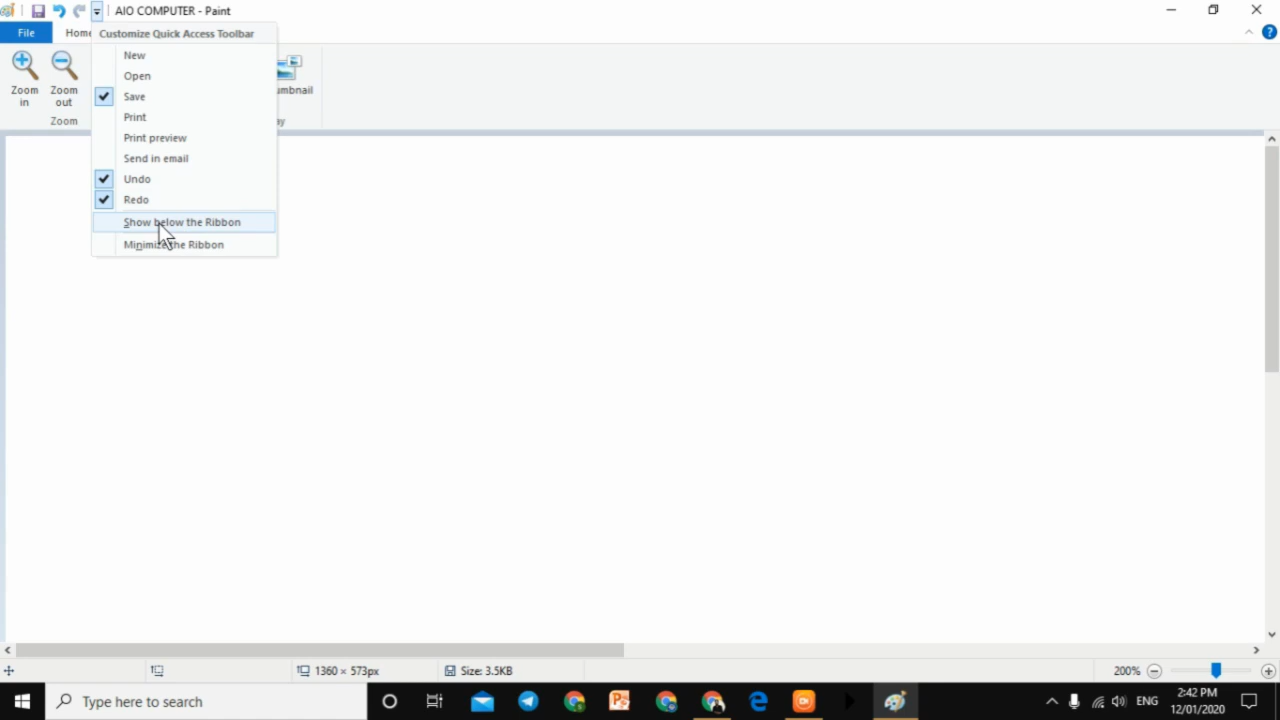 AIO COMPUTER - Paint
File
Customize Quick Access Toolbar
New
Open
Save
Print
Print preview
Send in email
Undo
Redo
Show below the Ribbon
Minimize the Ribbon
Zoom in
Zoom out
Zoom
1360 × 573px
Size: 3.5KB
200%
Type here to search
ENG
2:42 PM
12/01/2020